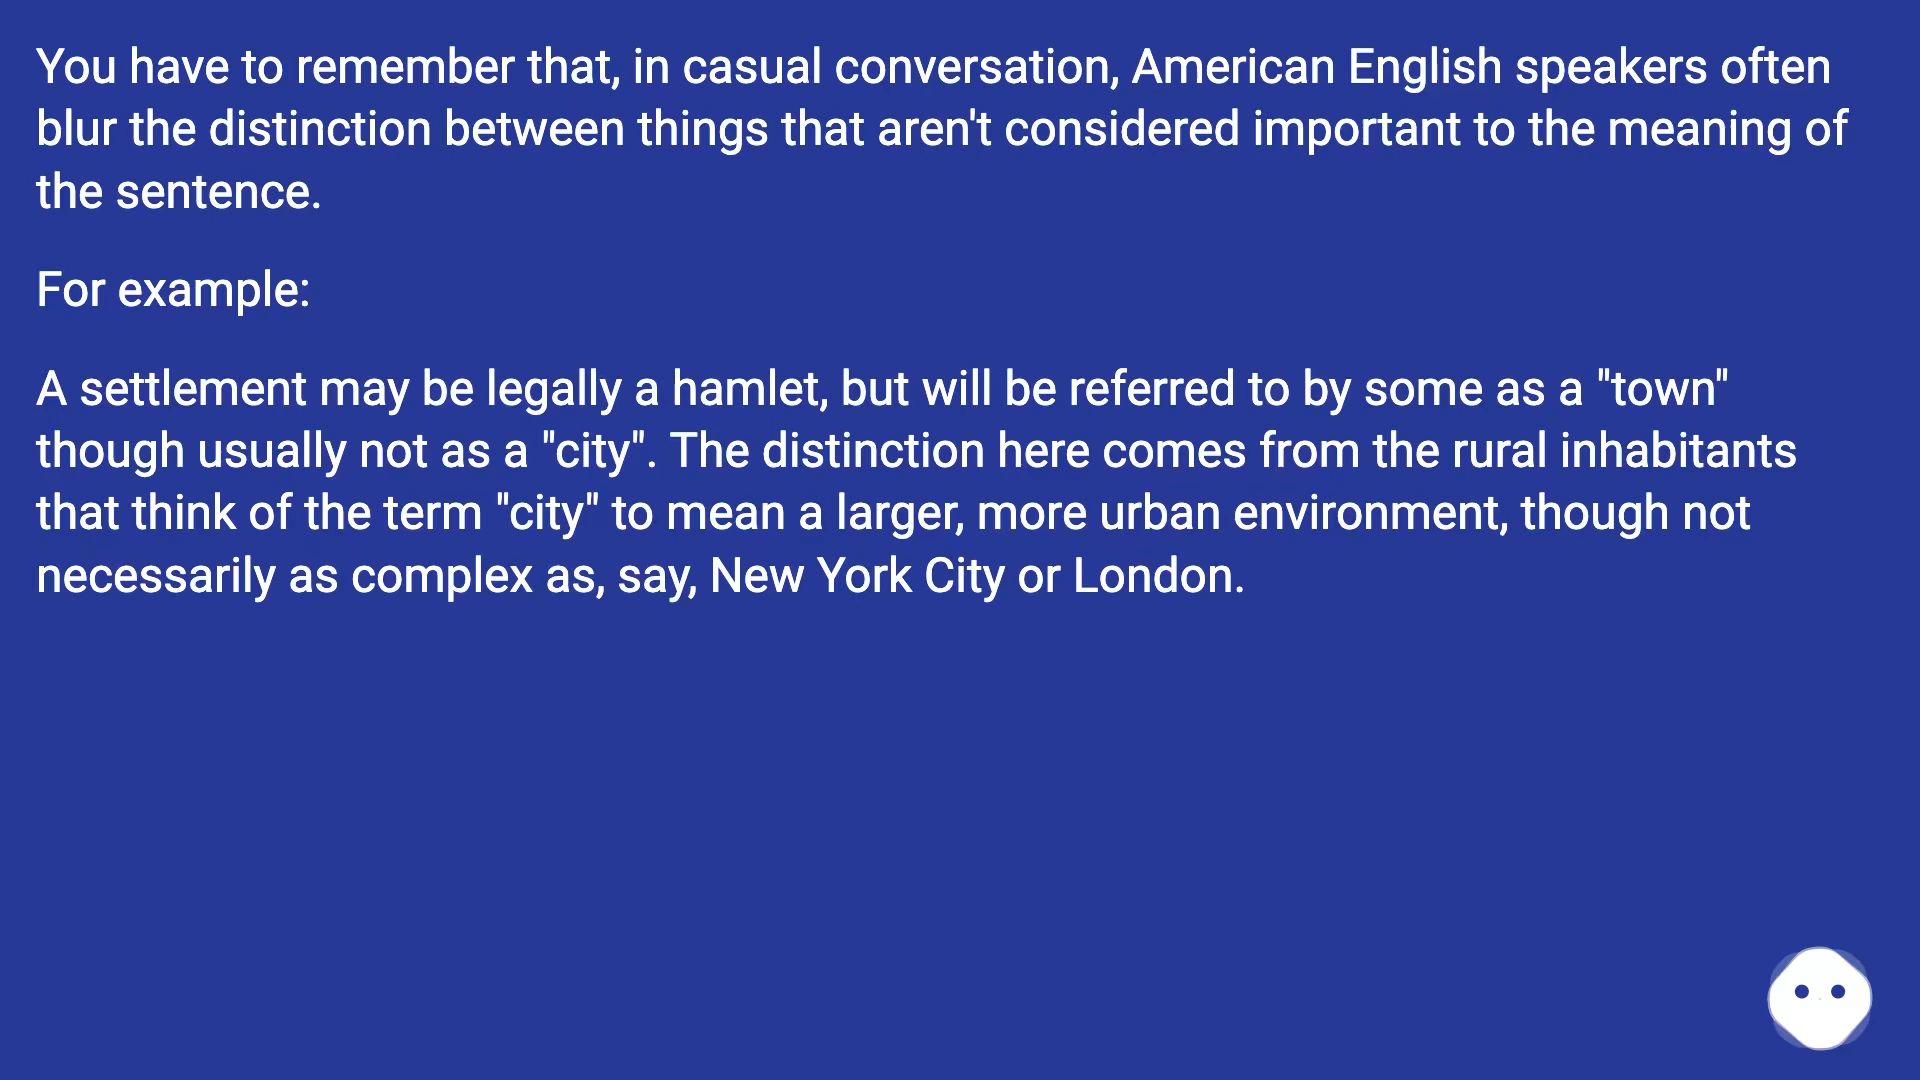 You have to remember that, in casual conversation, American English speakers often
blur the distinction between things that aren't considered important to the meaning of
the sentence.
For example:
A settlement may be legally a hamlet, but will be referred to by some as a "town"
though usually not as a "city". The distinction here comes from the rural inhabitants
that think of the term "city" to mean a larger, more urban environment, though not
necessarily as complex as, say, New York City or London.